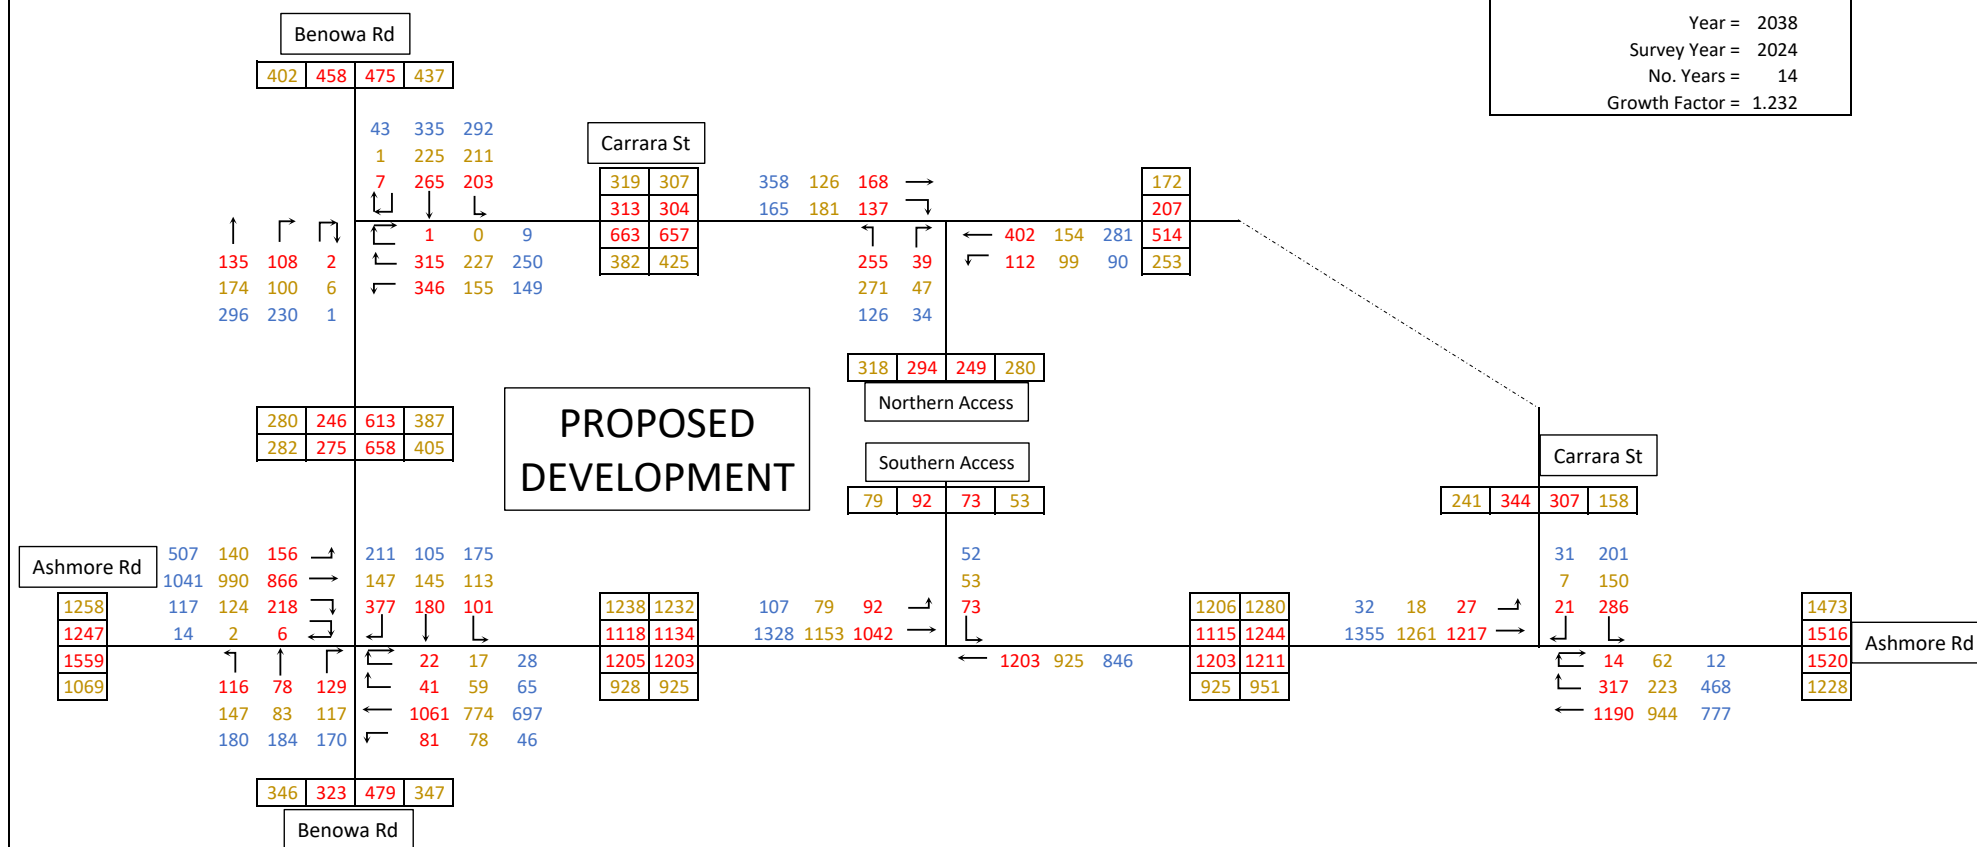 Year = 2038
Survey Year = 2024
No. Years = 14
Growth Factor = 1.232
Benowa Rd
402 458 475 437
43 335 292
1 225 211
7 265 203
Carrara St
319 307
313 304
663 657
382 425
358 126 168
165 181 137
172
207
514
253
135 108 2
174 100 6
296 230 1
1 0 9
315 227 250
346 155 149
255 39
271 47
126 34
402 154 281
112 99 90
318 294 249 280
Northern Access
PROPOSED
DEVELOPMENT
280 246 613 387
282 275 658 405
Southern Access
79 92 73 53
Carrara St
241 344 307 158
Ashmore Rd
1258
1247
1559
1069
507 140 156
1041 990 866
117 124 218
14 2 6
211 105 175
147 145 113
377 180 101
1238 1232
1118 1134
1205 1203
928 925
107 79 92
1328 1153 1042
52
53
73
1206 1280
1115 1244
1203 1211
925 951
32 18 27
1355 1261 1217
31 201
7 150
21 286
1473
1516
1520
1228
Ashmore Rd
116 78 129
147 83 117
180 184 170
22 17 28
41 59 65
1061 774 697
81 78 46
1203 925 846
14 62 12
317 223 468
1190 944 777
346 323 479 347
Benowa Rd